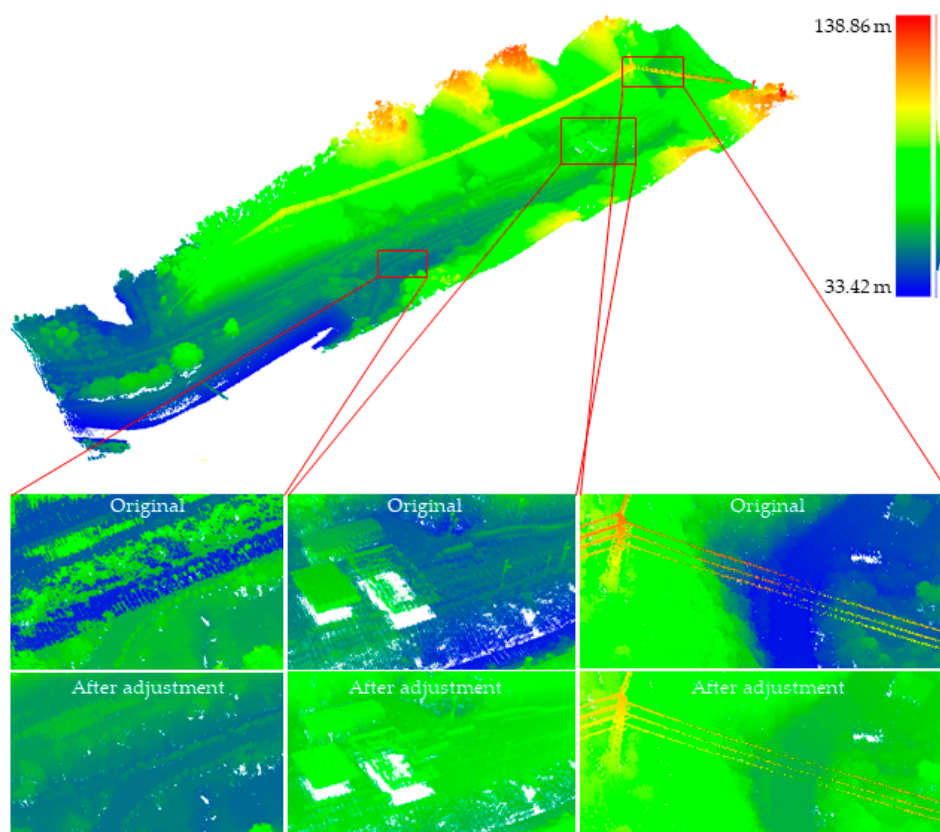 138.86 m
33.42 m
Original
Original
Original
After adjustment
After adjustment
After adjustment